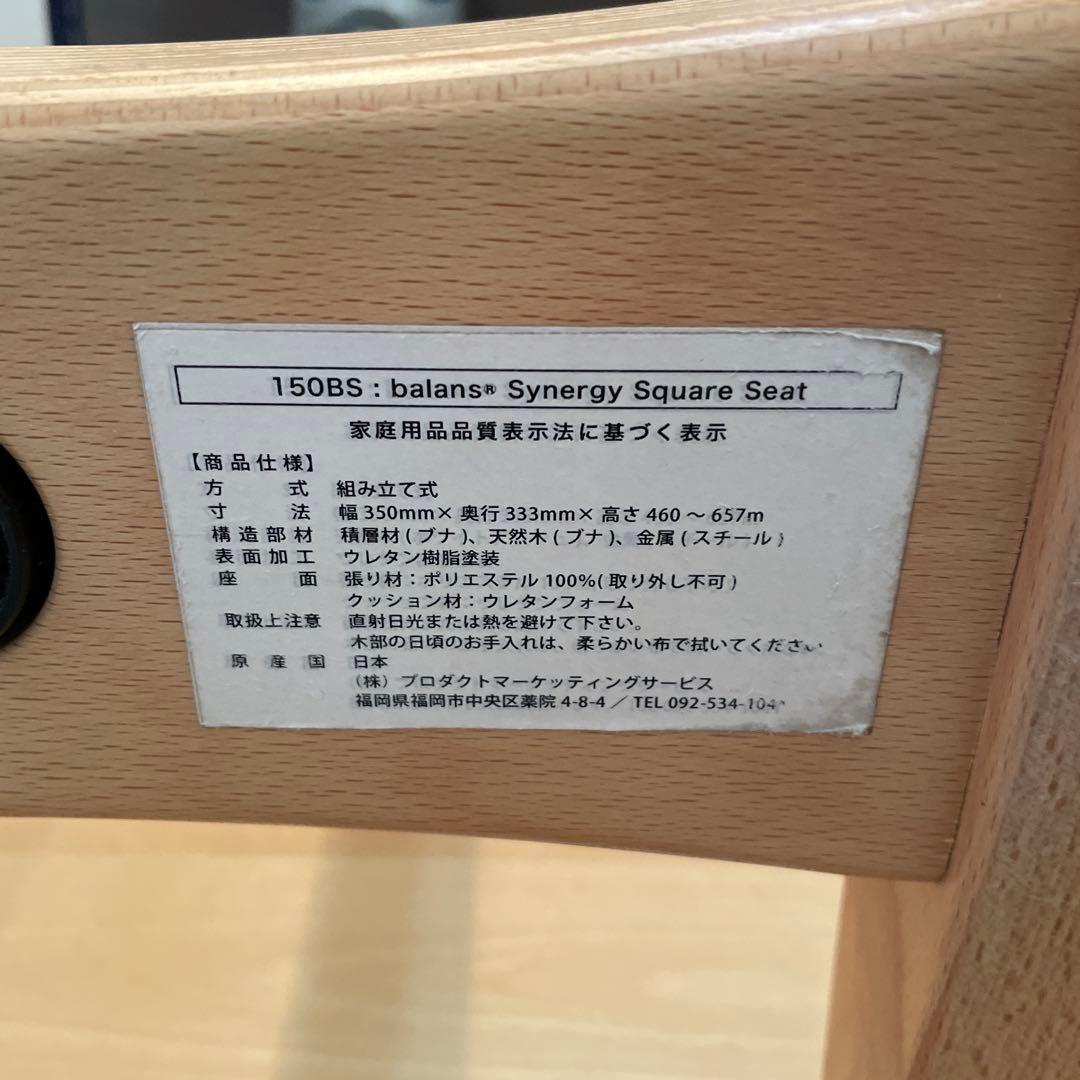 150BS : balans® Synergy Square Seat
家庭用品品質表示法に基づく表示
【商品仕様】
方　　式　組み立て式
寸　　法　幅 350mm× 奥行 333mm× 高さ 460 〜 657m
構造部材　積層材 ( ブナ )、天然木 ( ブナ )、金属 ( スチール )
表面加工　ウレタン樹脂塗装
座　　面　張り材：ポリエステル 100%( 取り外し不可 )
クッション材：ウレタンフォーム
取扱上注意　直射日光または熱を避けて下さい。
木部の日頃のお手入れは、柔らかい布で拭いてください
原産国　日本
（株）プロダクトマーケッティングサービス
福岡県福岡市中央区薬院 4-8-4 ／ TEL 092-534-104